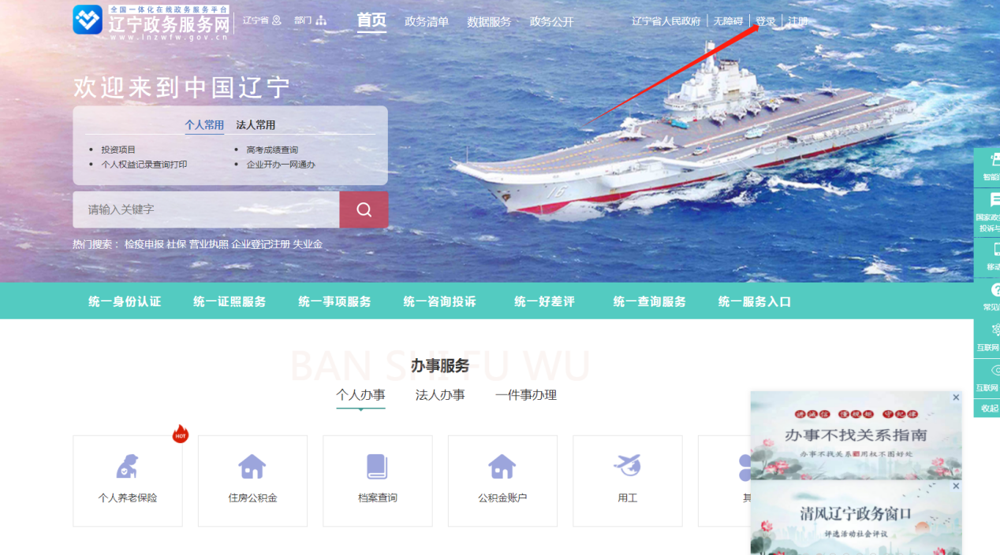 全国一体化在线政务服务平台
辽宁政务服务网
www.lnzwfw.gov.cn
辽宁省 部门 首页 政务清单 数据服务 政务公开 辽宁省人民政府 无障碍 登录 注册
欢迎来到中国辽宁
个人常用 法人常用
投资项目 高考成绩查询
个人权益记录查询打印 企业开办一网通办
16
请输入关键字
热门搜索： 检疫申报 社保 营业执照 企业登记注册 失业金
智能
国家政
投诉与
移动
常见
互联网
互联网
收起
统一身份认证 统一证照服务 统一事项服务 统一咨询投诉 统一好差评 统一查询服务 统一服务入口
BAN SHI FU WU
办事服务
个人办事 法人办事 一件事办理
HOT
个人养老保险 住房公积金 档案查询 公积金账户 用工 其
讲诚信 懂规矩 守纪律
办事不找关系指南
办事不找关系 用权不图好处
清风辽宁政务窗口
评选活动社会评议